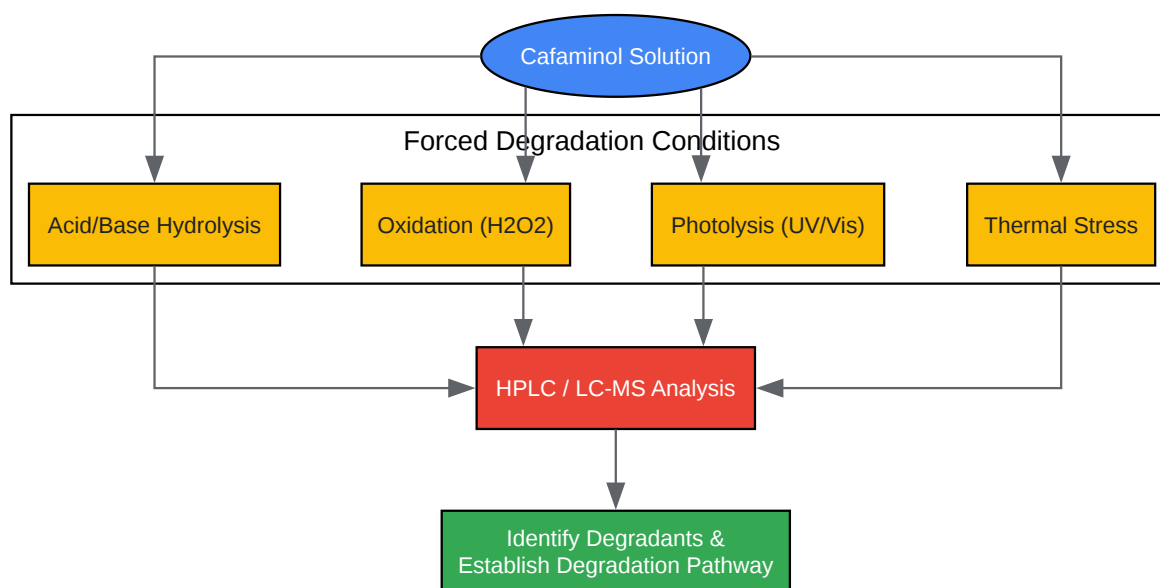 Cafaminol Solution
Forced Degradation Conditions
Acid/Base Hydrolysis
Oxidation (H2O2)
Photolysis (UV/Vis)
Thermal Stress
HPLC / LC-MS Analysis
Identify Degradants &
Establish Degradation Pathway